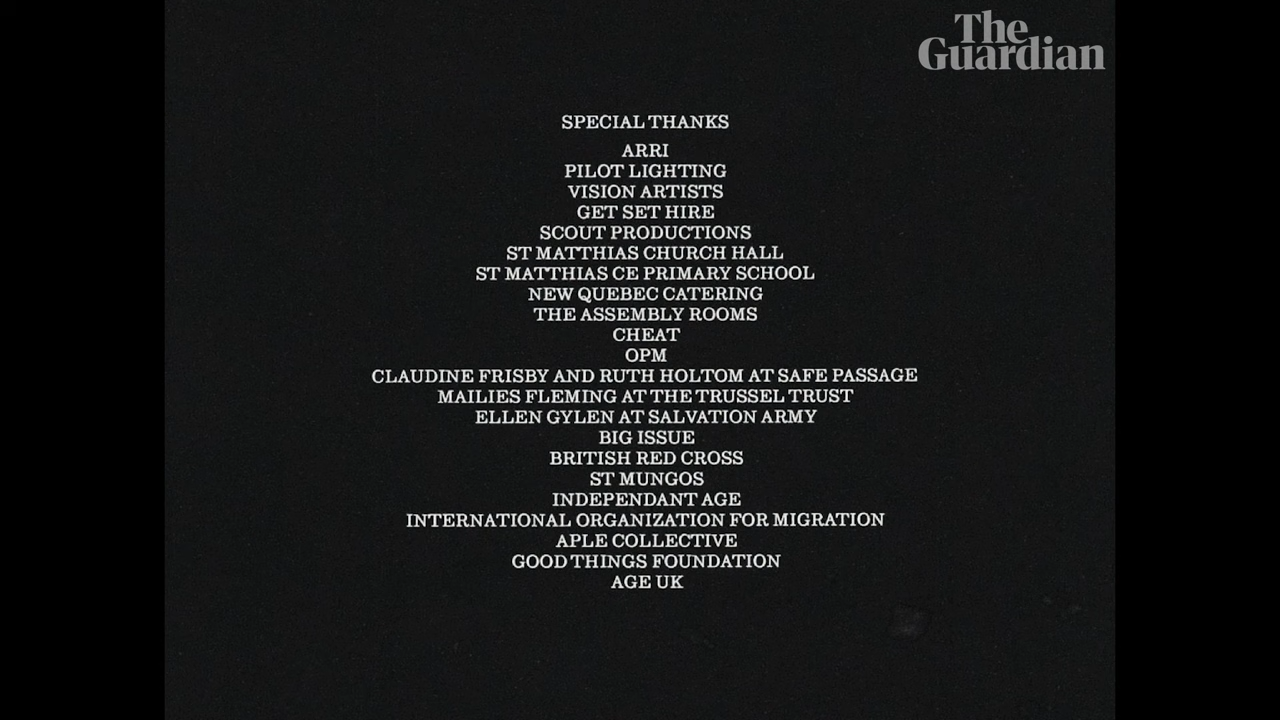 The
Guardian
SPECIAL THANKS
ARRI
PILOT LIGHTING
VISION ARTISTS
GET SET HIRE
SCOUT PRODUCTIONS
ST MATTHIAS CHURCH HALL
ST MATTHIAS CE PRIMARY SCHOOL
NEW QUEBEC CATERING
THE ASSEMBLY ROOMS
CHEAT
OPM
CLAUDINE FRISBY AND RUTH HOLTOM AT SAFE PASSAGE
MAILIES FLEMING AT THE TRUSSEL TRUST
ELLEN GYLEN AT SALVATION ARMY
BIG ISSUE
BRITISH RED CROSS
ST MUNGOS
INDEPENDANT AGE
INTERNATIONAL ORGANIZATION FOR MIGRATION
APLE COLLECTIVE
GOOD THINGS FOUNDATION
AGE UK